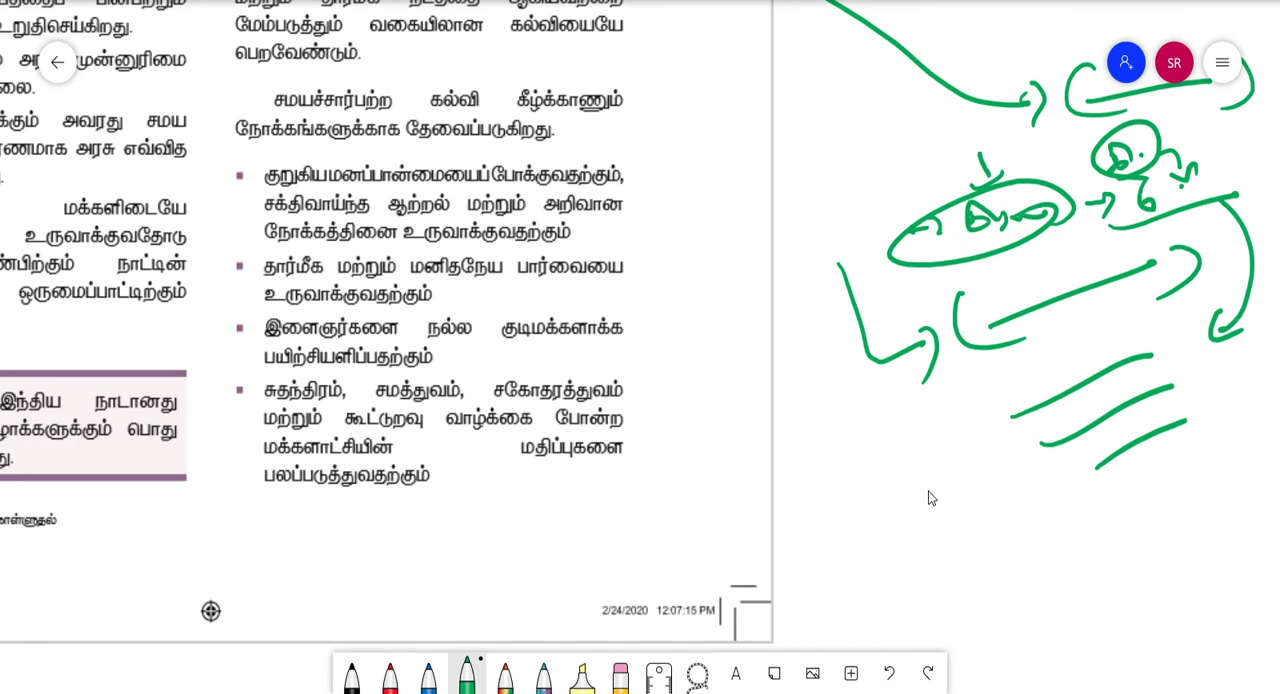 உறுதிசெய்கிறது.
முன்னுரிமை
க்கும் அவரது சமய
ரணமாக அரசு எவ்வித
மக்களிடையே
உருவாக்குவதோடு
ண்பிற்கும் நாட்டின்
ஒருமைப்பாட்டிற்கும்
இந்திய நாடானது
ழாக்களுக்கும் பொது
து.
மேம்படுத்தும் வகையிலான கல்வியையே
பெறவேண்டும்.
சமயச்சார்பற்ற கல்வி கீழ்க்காணும்
நோக்கங்களுக்காக தேவைப்படுகிறது.
குறுகியமனப்பான்மையைப்போக்குவதற்கும்,
சக்திவாய்ந்த ஆற்றல் மற்றும் அறிவான
நோக்கத்தினை உருவாக்குவதற்கும்
தார்மீக மற்றும் மனிதநேய பார்வையை
உருவாக்குவதற்கும்
இளைஞர்களை நல்ல குடிமக்களாக்க
பயிற்சியளிப்பதற்கும்
சுதந்திரம், சமத்துவம், சகோதரத்துவம்
மற்றும் கூட்டுறவு வாழ்க்கை போன்ற
மக்களாட்சியின் மதிப்புகளை
பலப்படுத்துவதற்கும்
2/24/2020 12:07:15 PM
SR